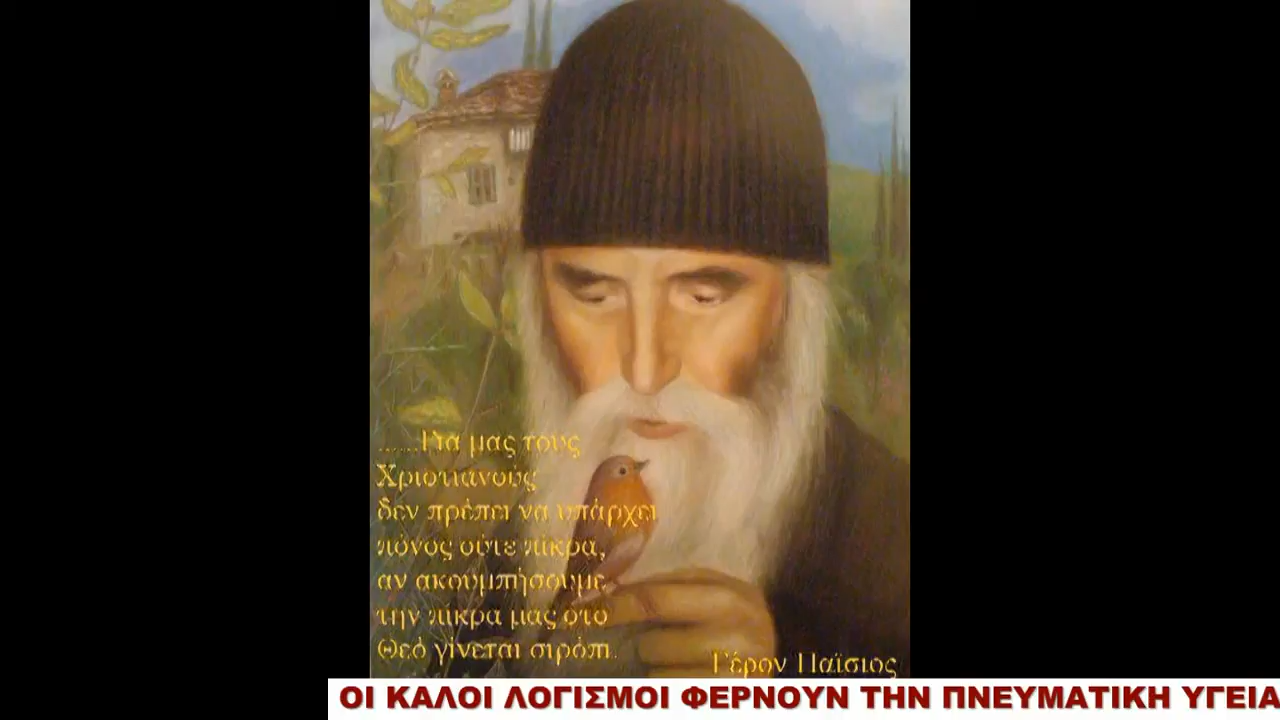 ......Για μας τους
Χριστιανούς
δεν πρέπει να υπάρχει
πόνος ούτε πίκρα,
αν ακουμπήσουμε
την πίκρα μας στο
Θεό γίνεται σιρόπι.
Γέρον Παΐσιος
ΟΙ ΚΑΛΟΙ ΛΟΓΙΣΜΟΙ ΦΕΡΝΟΥΝ ΤΗΝ ΠΝΕΥΜΑΤΙΚΗ ΥΓΕΙΑ